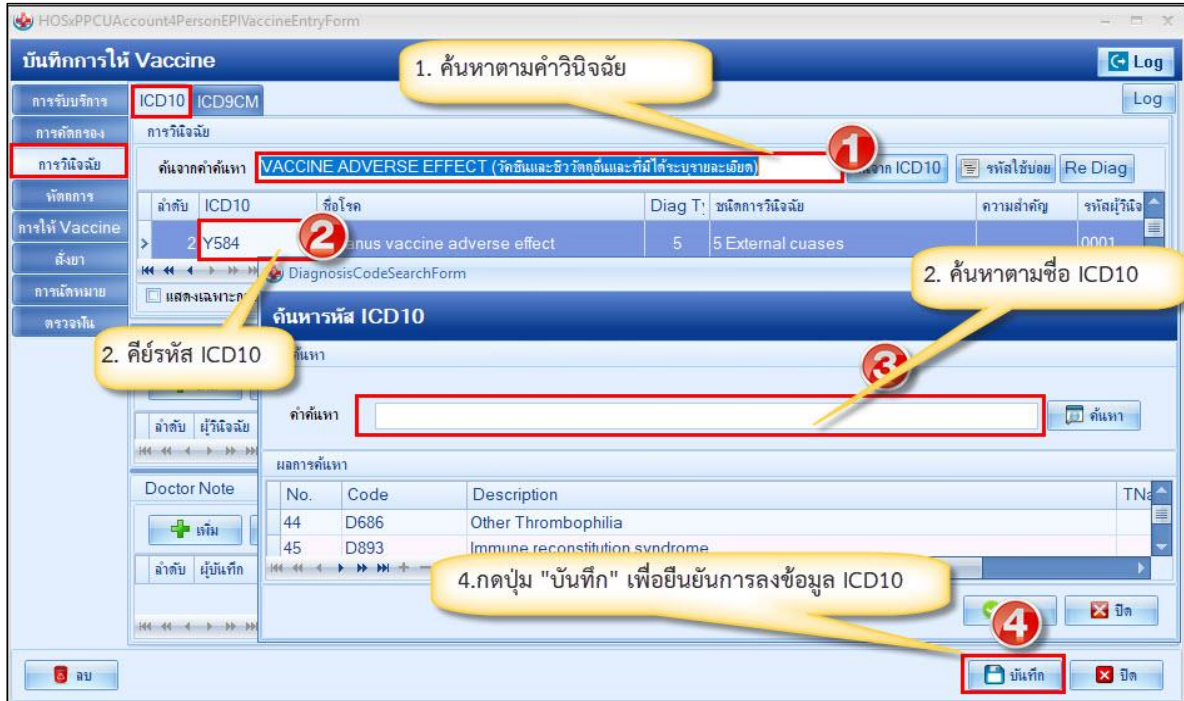 HOSxPPCUAccount4PersonEPIVaccineEntryForm
บันทึกการให้ Vaccine
Log
1. ค้นหาตามคำวินิจฉัย
การรับบริการ
ICD10
ICD9CM
Log
การคัดกรอง
การวินิจฉัย
การวินิจฉัย
ค้นจากคำค้นหา
VACCINE ADVERSE EFFECT (วัคซีนและชีววัตถุอื่นและที่มิได้ระบุรายละเอียด)
1
ICD10
รหัสใช้บ่อย
Re Diag
หัตถการ
ลำดับ
ICD10
ชื่อโรค
Diag
ชนิดการวินิจฉัย
ความสำคัญ
การให้ Vaccine
2
Y584
2
vaccine adverse effect
5
5 External cuases
0001
สั่งยา
DiagnosisCodeSearchForm
2. ค้นหาตามชื่อ ICD10
การนัดหมาย
ค้นหารหัส ICD10
ตรวจฟัน
2. คีย์รหัส ICD10
3
คำค้นหา
ค้นหา
ลำดับ
ผู้วินิจฉัย
ผลการค้นหา
Doctor Note
No.
Code
Description
เพิ่ม
44
D686
Other Thrombophilia
45
D893
Immune reconstitution syndrome
ลำดับ
ผู้บันทึก
4.กดปุ่ม "บันทึก" เพื่อยืนยันการลงข้อมูล ICD10
ปิด
4
ลบ
บันทึก
ปิด